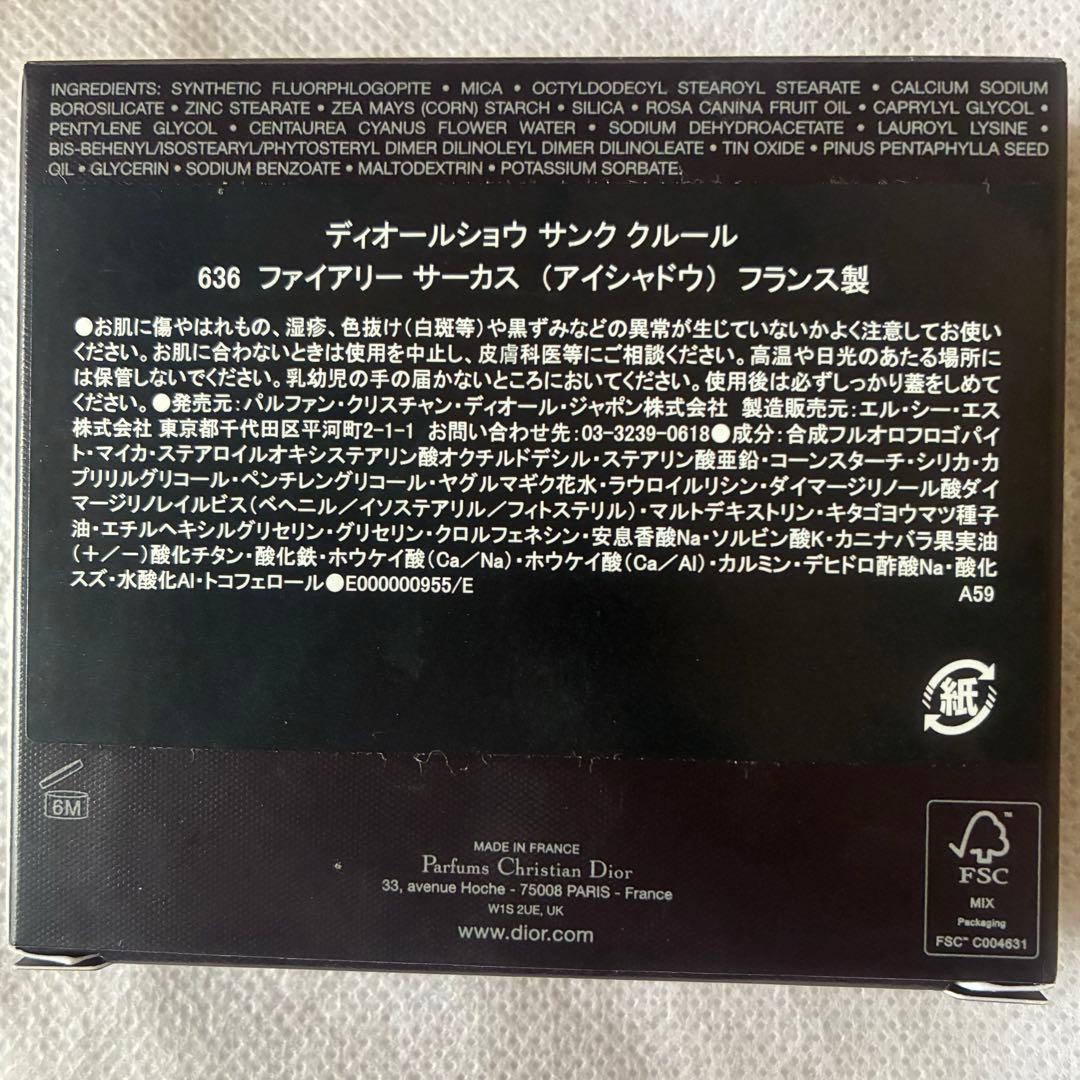 INGREDIENTS: SYNTHETIC FLUORPHLOGOPITE • MICA • OCTYLDODECYL STEAROYL STEARATE • CALCIUM SODIUM
BOROSILICATE • ZINC STEARATE • ZEA MAYS (CORN) STARCH • SILICA • ROSA CANINA FRUIT OIL • CAPRYLYL GLYCOL •
PENTYLENE GLYCOL • CENTAUREA CYANUS FLOWER WATER • SODIUM DEHYDROACETATE • LAUROYL LYSINE •
BIS-BEHENYL/ISOSTEARYL/PHYTOSTERYL DIMER DILINOLEYL DIMER DILINOLEATE • TIN OXIDE • PINUS PENTAPHYLLA SEED
OIL • GLYCERIN • SODIUM BENZOATE • MALTODEXTRIN • POTASSIUM SORBATE.
ディオールショウ サンク クルール
636 ファイアリー サーカス （アイシャドウ） フランス製
●お肌に傷やはれもの、湿疹、色抜け(白斑等)や黒ずみなどの異常が生じていないかよく注意してお使い
ください。お肌に合わないときは使用を中止し、皮膚科医等にご相談ください。高温や日光のあたる場所に
は保管しないでください。乳幼児の手の届かないところにおいてください。使用後は必ずしっかり蓋をしめて
ください。●発売元：パルファン・クリスチャン・ディオール・ジャポン株式会社 製造販売元：エル・シー・エス
株式会社 東京都千代田区平河町2-1-1 お問い合わせ先：03-3239-0618●成分：合成フルオロフロゴパイ
ト・マイカ・ステアロイルオキシステアリン酸オクチルドデシル・ステアリン酸亜鉛・コーンスターチ・シリカ・カ
プリリルグリコール・ペンチレングリコール・ヤグルマギク花水・ラウロイルリシン・ダイマージリノール酸ダイ
マージリノレイルビス(ベヘニル／イソステアリル／フィトステリル)・マルトデキストリン・キタゴヨウマツ種子
油・エチルヘキシルグリセリン・グリセリン・クロルフェネシン・安息香酸Na・ソルビン酸K・カニナバラ果実油
(＋／－)酸化チタン・酸化鉄・ホウケイ酸(Ca／Na)・ホウケイ酸(Ca／Al)・カルミン・デヒドロ酢酸Na・酸化
スズ・水酸化Al・トコフェロール●E000000955/E A59
紙
6M
MADE IN FRANCE
Parfums Christian Dior
33, avenue Hoche - 75008 PARIS - France
W1S 2UE, UK
www.dior.com
FSC
MIX
Packaging
FSC™ C004631